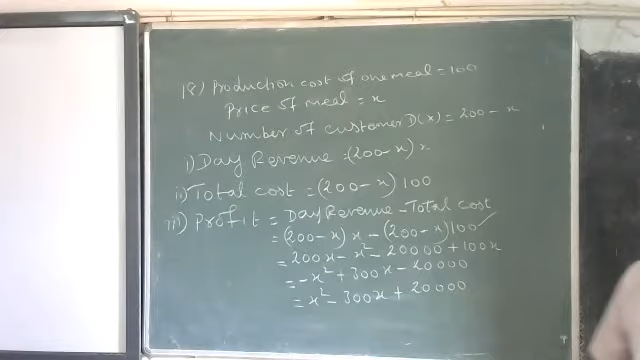 18) Production cost of one meal = 100
Price of meal = x
Number of customer D(x) = 200 - x
i) Day Revenue = (200 - x) x
ii) Total cost = (200 - x) 100
iii) Profit = Day Revenue - Total cost
= (200 - x) x - (200 - x) 100
= 200x - x² - 20000 + 100x
= -x² + 300x - 20000
= x² - 300x + 20000